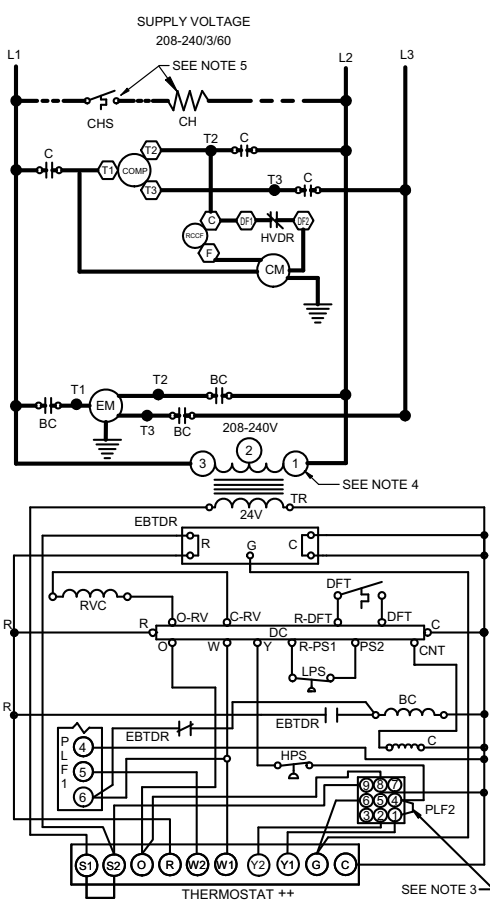 SUPPLY VOLTAGE
208-240/3/60
L1
L2
L3
SEE NOTE 5
CHS
CH
C
T1
COMP
T2
T3
T2
C
T3
C
C
DF1
DF2
HVDR
RCCF
F
CM
T1
T2
BC
EM
BC
T3
BC
208-240V
3
2
1
SEE NOTE 4
TR
24V
EBTDR
R
G
C
RVC
O-RV
C-RV
R-DFT
DFT
DFT
R
R
DC
C
O
W
Y
R-PS1
PS2
CNT
LPS
R
BC
EBTDR
EBTDR
C
P
L
F
1
4
5
6
HPS
9
8
7
6
5
4
3
2
1
PLF2
S1
S2
O
R
W2
W1
Y2
Y1
G
C
THERMOSTAT ++
SEE NOTE 3